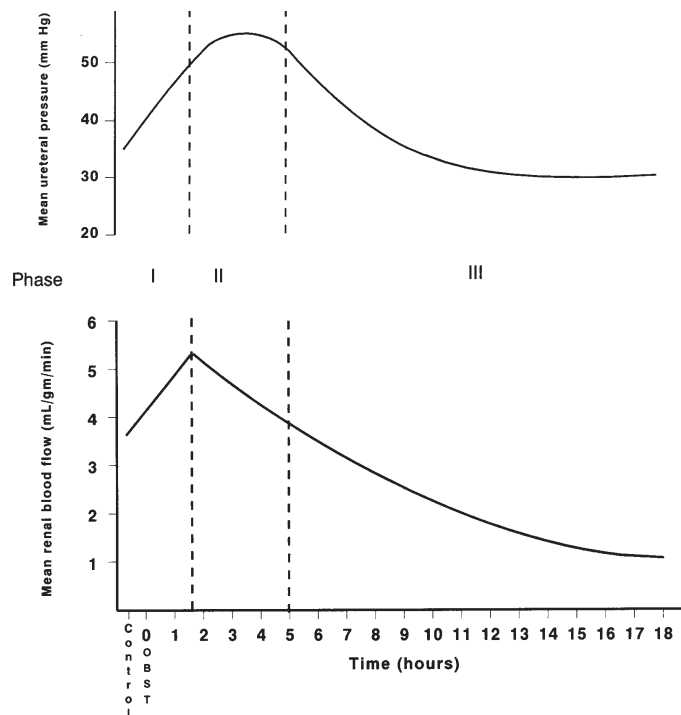 Mean ureteral pressure (mm Hg)
50
40
30
20
Phase
I
II
III
Mean renal blood flow (mL/gm/min)
6
5
4
3
2
1
Control
0 1 2 3 4 5 6 7 8 9 10 11 12 13 14 15 16 17 18
OBST
Time (hours)